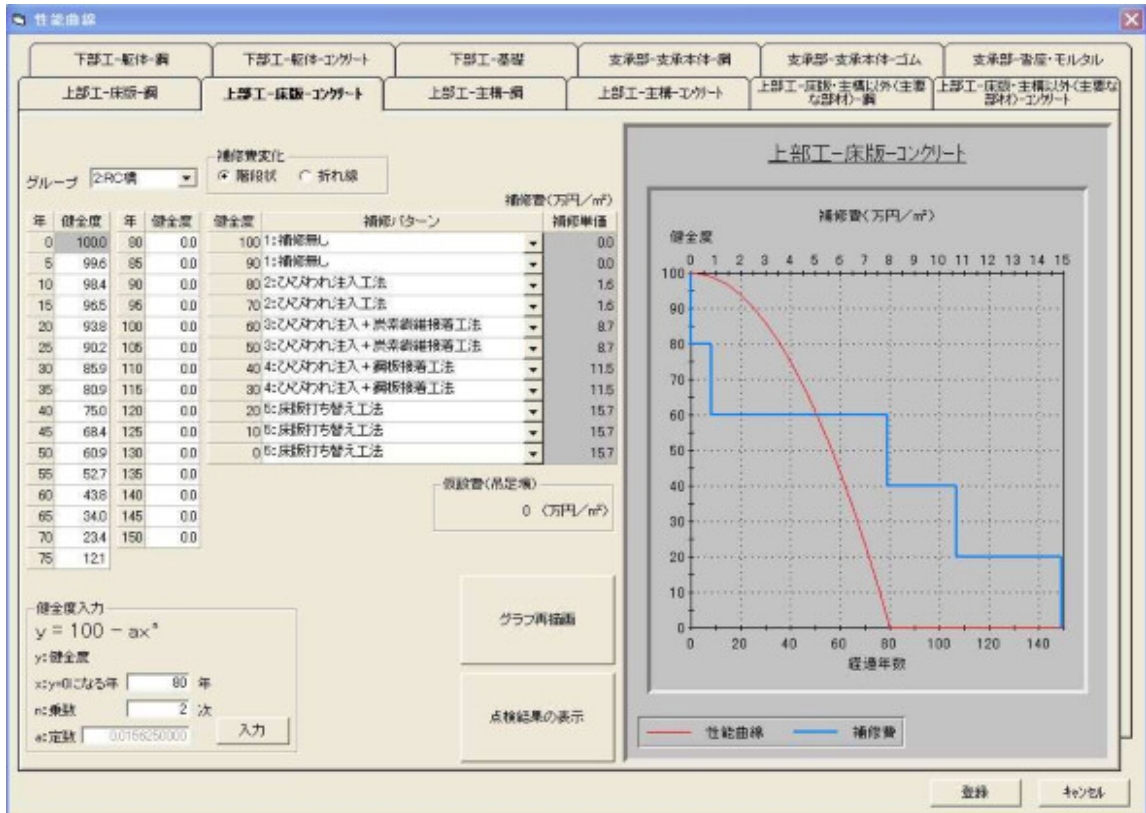 性能曲線
下部工-躯体-鋼 下部工-躯体-コンクリート 下部工-基礎 支承部-支承本体-鋼 支承部-支承本体-ゴム 支承部-沓座・モルタル
上部工-床版-鋼 上部工-床版-コンクリート 上部工-主構-鋼 上部工-主構-コンクリート 上部工-床版・主構以外(主要な部材)-鋼 上部工-床版・主構以外(主要な部材)-コンクリート
グループ 2:RC橋
補修費変化
階段状 折れ線
補修費(万円/㎡)
年 健全度 年 健全度 健全度 補修パターン 補修単価
0 100.0 80 0.0 100 1:補修無し 0.0
5 99.6 85 0.0 90 1:補修無し 0.0
10 98.4 90 0.0 80 2:ひびわれ注入工法 1.6
15 96.5 95 0.0 70 2:ひびわれ注入工法 1.6
20 93.8 100 0.0 60 3:ひびわれ注入+炭素繊維接着工法 8.7
25 90.2 105 0.0 50 3:ひびわれ注入+炭素繊維接着工法 8.7
30 85.9 110 0.0 40 4:ひびわれ注入+鋼板接着工法 11.5
35 80.9 115 0.0 30 4:ひびわれ注入+鋼板接着工法 11.5
40 75.0 120 0.0 20 5:床版打ち替え工法 15.7
45 68.4 125 0.0 10 5:床版打ち替え工法 15.7
50 60.9 130 0.0 0 5:床版打ち替え工法 15.7
55 52.7 135 0.0
60 43.8 140 0.0
65 34.0 145 0.0
70 23.4 150 0.0
75 12.1
仮設費(吊足場)
0 (万円/㎡)
健全度入力
y = 100 - axⁿ
y:健全度
x:y=0になる年 80 年
n:乗数 2 次
a:定数 0.0156250000
入力
グラフ再描画
点検結果の表示
上部工-床版-コンクリート
補修費(万円/㎡)
健全度
0 1 2 3 4 5 6 7 8 9 10 11 12 13 14 15
100
90
80
70
60
50
40
30
20
10
0
0 20 40 60 80 100 120 140
経過年数
性能曲線 補修費
登録 キャンセル